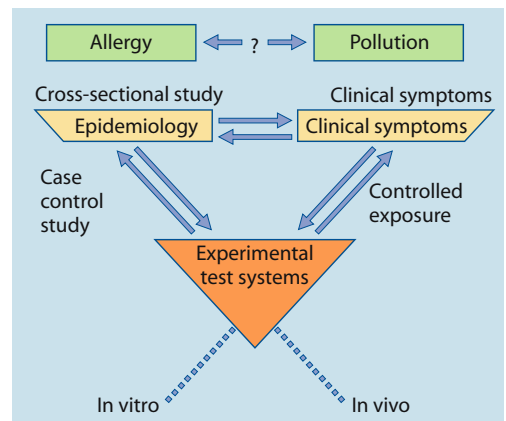 Allergy ? Pollution
Cross-sectional study Clinical symptoms
Epidemiology Clinical symptoms
Case
control
study
Controlled
exposure
Experimental
test systems
In vitro In vivo